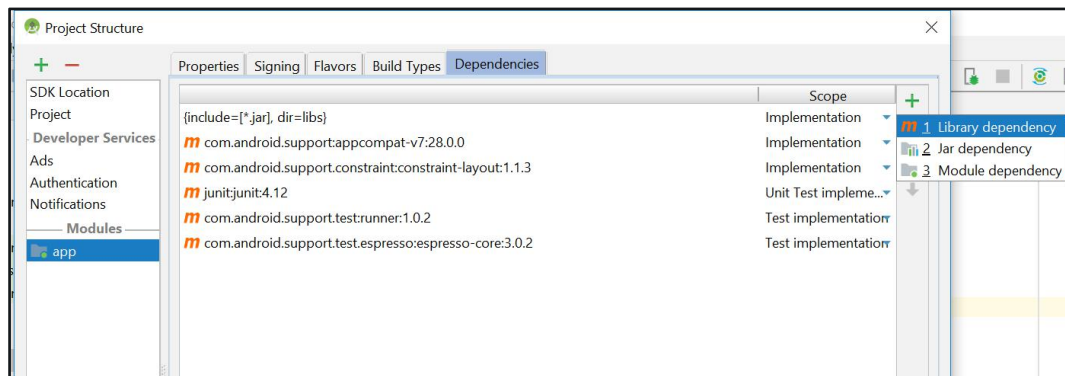 Project Structure
Properties Signing Flavors Build Types Dependencies
SDK Location
Project
Developer Services
Ads
Authentication
Notifications
Modules
app
Scope
{include=[*.jar], dir=libs} Implementation
m com.android.support:appcompat-v7:28.0.0 Implementation
m com.android.support.constraint:constraint-layout:1.1.3 Implementation
m junit:junit:4.12 Unit Test impleme...
m com.android.support.test:runner:1.0.2 Test implementation
m com.android.support.test.espresso:espresso-core:3.0.2 Test implementation
m 1 Library dependency
2 Jar dependency
3 Module dependency